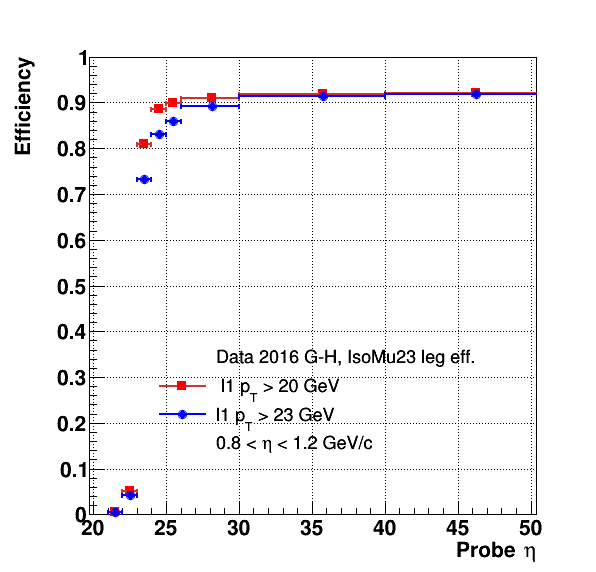 Efficiency
1
0.9
0.8
0.7
0.6
0.5
0.4
0.3
0.2
0.1
0
Data 2016 G-H, IsoMu23 leg eff.
l1 pT > 20 GeV
l1 pT > 23 GeV
0.8 < η < 1.2 GeV/c
20 25 30 35 40 45 50
Probe η